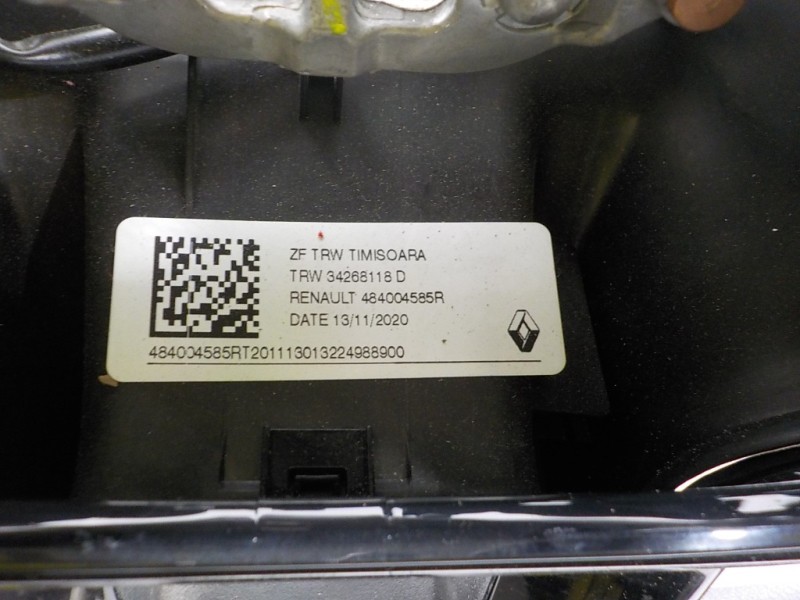 ZF TRW TIMISOARA
TRW 34268118 D
RENAULT 484004585R
DATE 13/11/2020
484004585RT201113013224988900